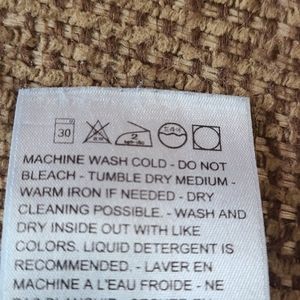 30
2
MACHINE WASH COLD - DO NOT
BLEACH - TUMBLE DRY MEDIUM -
WARM IRON IF NEEDED - DRY
CLEANING POSSIBLE. - WASH AND
DRY INSIDE OUT WITH LIKE
COLORS. LIQUID DETERGENT IS
RECOMMENDED. - LAVER EN
MACHINE A L'EAU FROIDE - NE